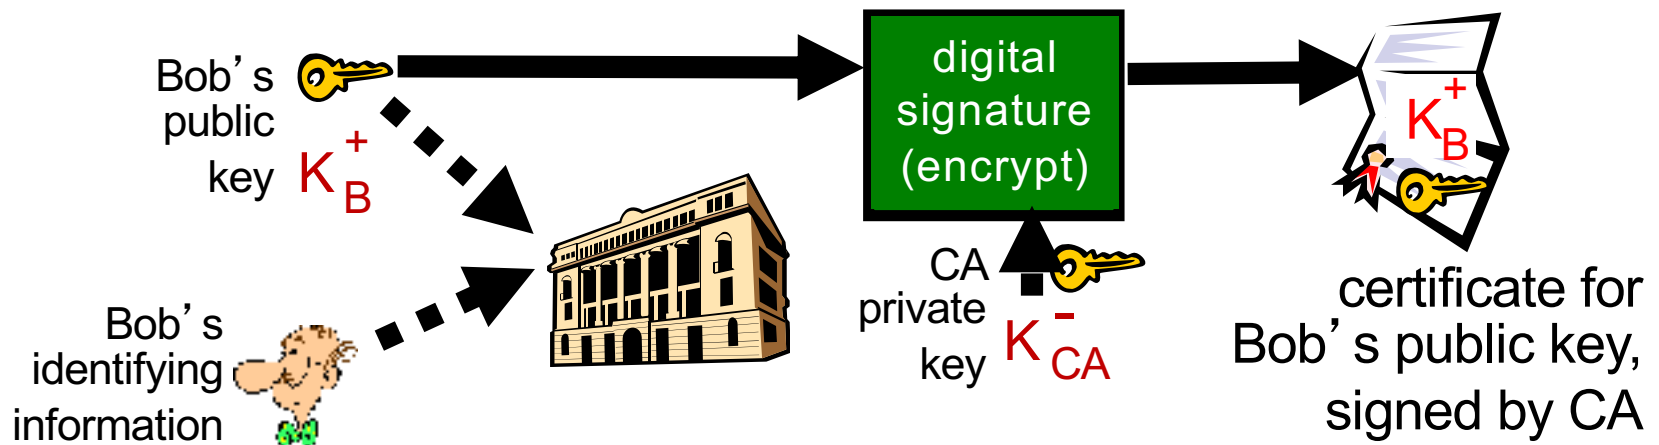 Bob's
public
key K+B
digital
signature
(encrypt)
K+B
CA
private
key K-CA
Bob's
identifying
information
certificate for
Bob's public key,
signed by CA